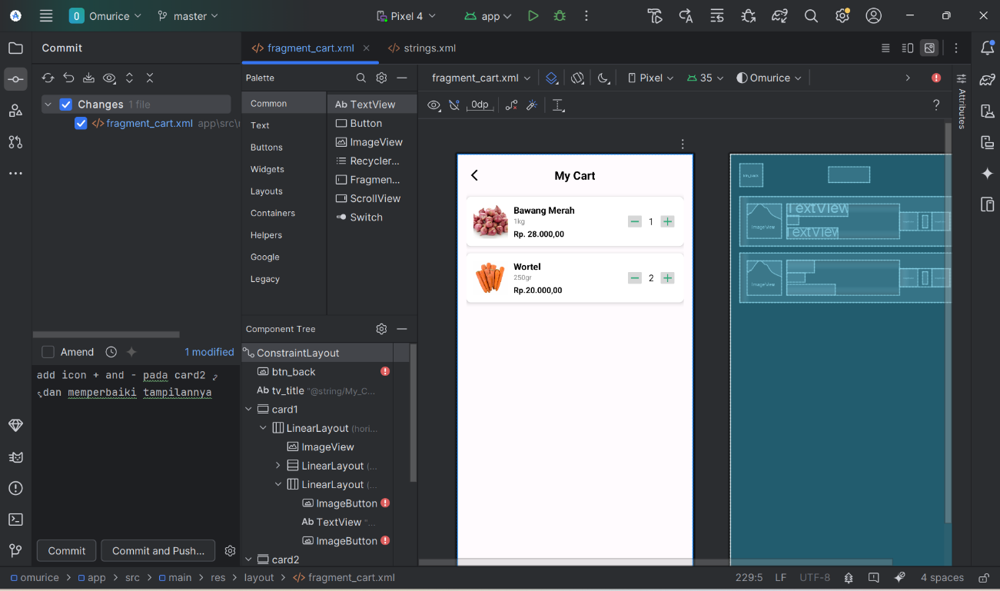 O Omurice master Pixel 4 app
Commit
fragment_cart.xml strings.xml
Palette
fragment_cart.xml Pixel 35 Omurice
Attributes
Changes 1 file
fragment_cart.xml app\src\
Common
Text
Buttons
Widgets
Layouts
Containers
Helpers
Google
Legacy
Ab TextView
Button
ImageView
Recycler...
Fragmen...
ScrollView
Switch
0dp
?
My Cart
Bawang Merah
1kg
Rp. 28.000,00
1
Wortel
250gr
Rp.20.000,00
2
btn_back
ImageView
TextView
TextView
ImageView
Component Tree
ConstraintLayout
btn_back
Ab tv_title "@string/My_C...
card1
LinearLayout (hori...
ImageView
LinearLayout (...
LinearLayout (...
ImageButton
Ab TextView "...
ImageButton
card2
Amend 1 modified
add icon + and - pada card2
dan memperbaiki tampilannya
Commit Commit and Push...
omurice > app > src > main > res > layout > fragment_cart.xml 229:5 LF UTF-8 4 spaces